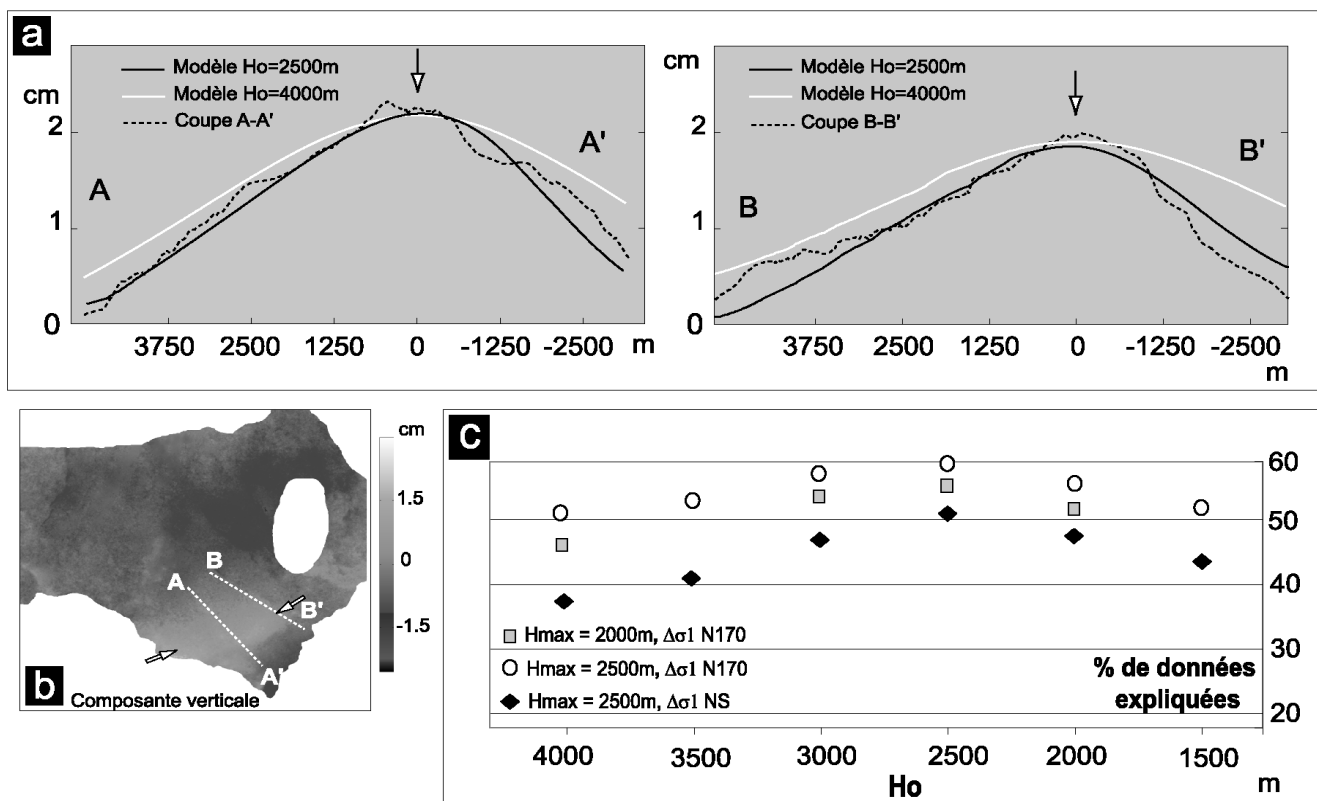 a
Modèle Ho=2500m
Modèle Ho=4000m
Coupe A-A'
cm
2
1
0
A
A'
3750 2500 1250 0 -1250 -2500 m
cm
Modèle Ho=2500m
Modèle Ho=4000m
Coupe B-B'
2
1
0
B
B'
3750 2500 1250 0 -1250 -2500
m
b
cm
1.5
0
-1.5
B
A
B'
A'
Composante verticale
c
60
50
40
30
20
Hmax = 2000m, Δσ1 N170
Hmax = 2500m, Δσ1 N170
Hmax = 2500m, Δσ1 NS
% de données
expliquées
4000 3500 3000 2500 2000 1500
Ho
m